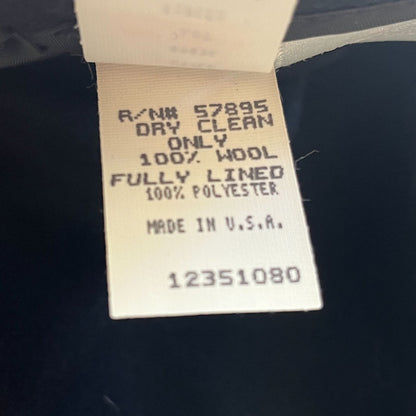 R/N# 57895
DRY CLEAN
ONLY
100% WOOL
FULLY LINED
100% POLYESTER
MADE IN U.S.A.
12351080